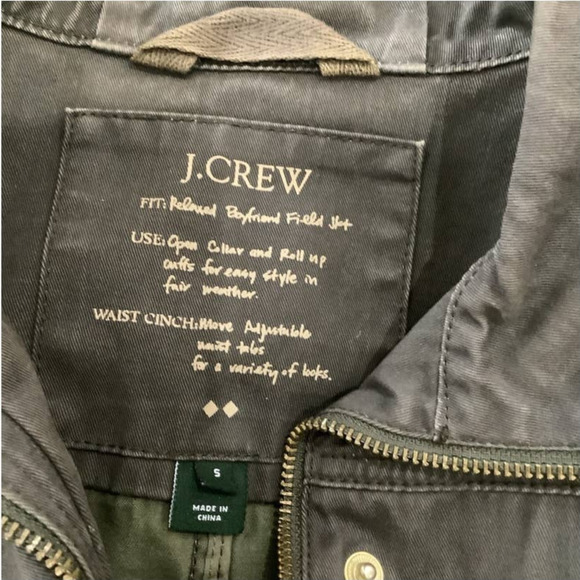 J.CREW
FIT: Relaxed Boyfriend Field Jkt
USE: Open Collar and Roll up
cuffs for easy style in
fair weather.
WAIST CINCH: Move Adjustable
waist tabs
for a variety of looks.
S
MADE IN
CHINA